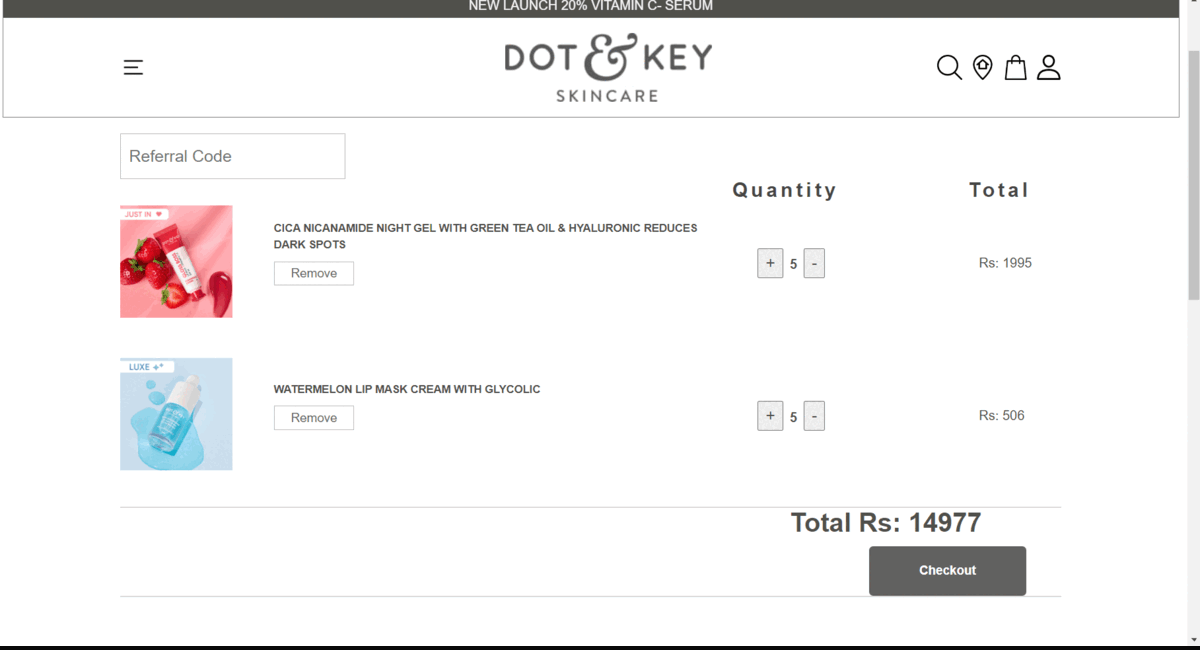 NEW LAUNCH 20% VITAMIN C- SERUM
DOT & KEY
SKINCARE
Referral Code
Quantity
Total
JUST IN
CICA NICANAMIDE NIGHT GEL WITH GREEN TEA OIL & HYALURONIC REDUCES
DARK SPOTS
Remove
+ 5 -
Rs: 1995
LUXE
WATERMELON LIP MASK CREAM WITH GLYCOLIC
Remove
+ 5 -
Rs: 506
Total Rs: 14977
Checkout